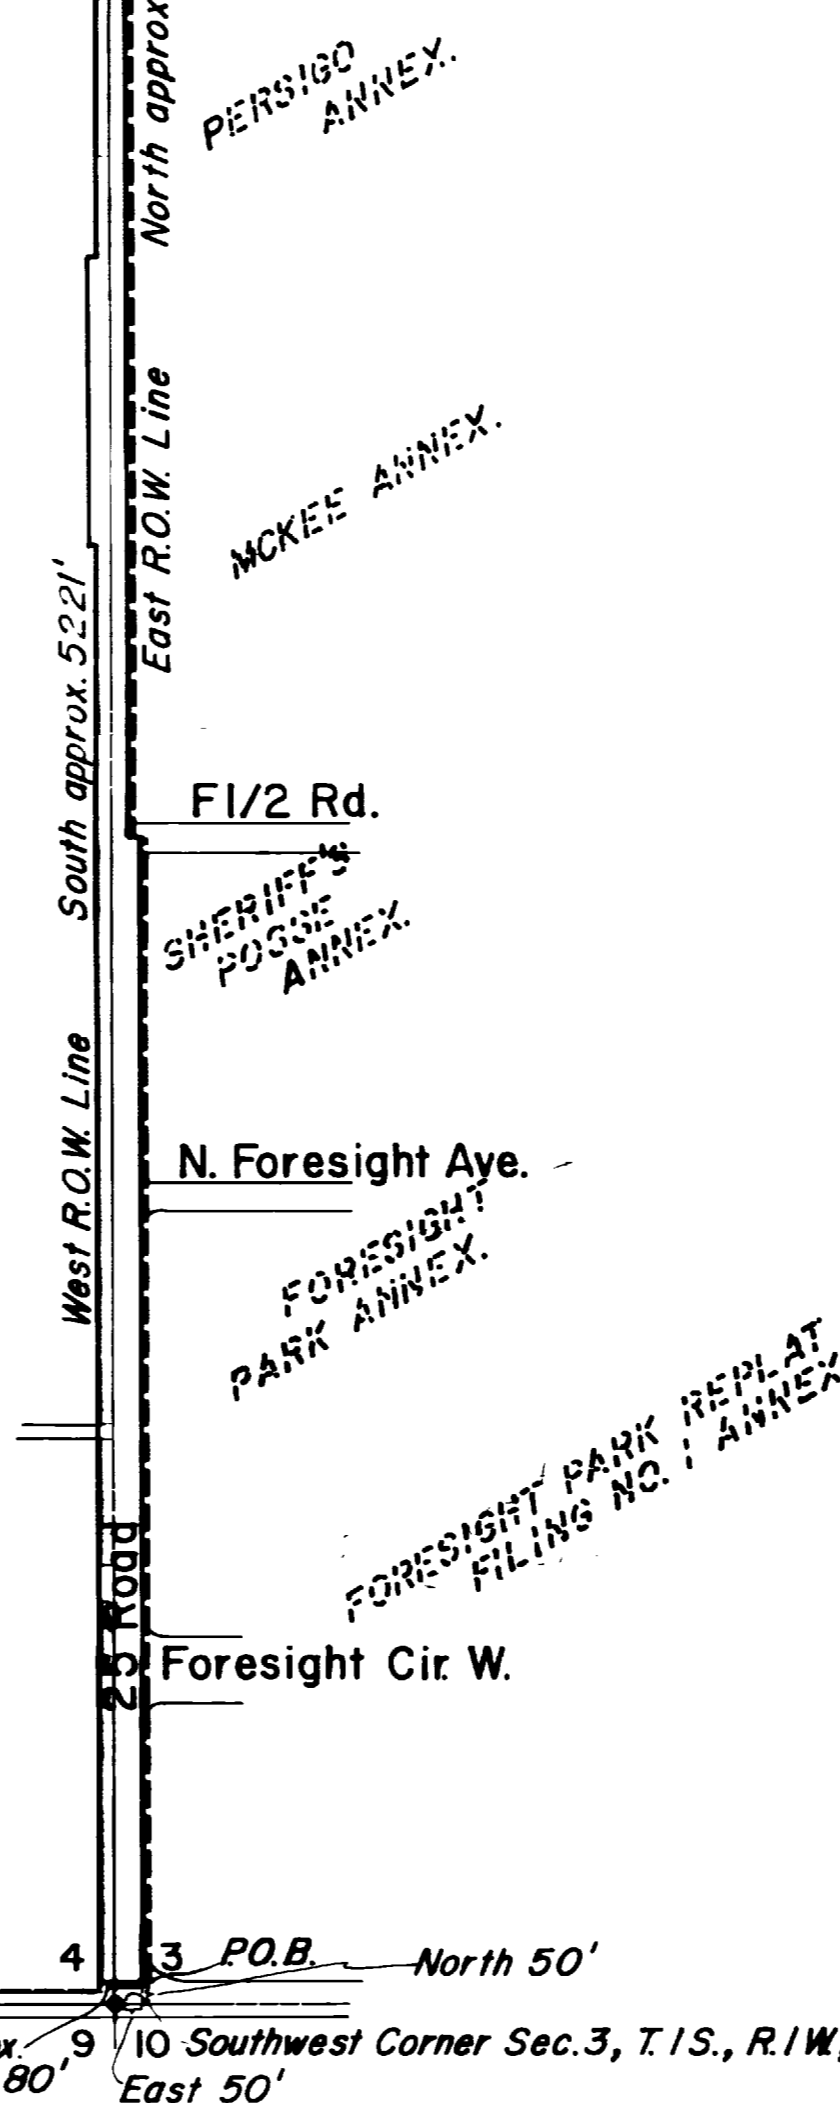 North approx
PERSIGO
ANNEX.
East R.O.W. Line
MCKEE ANNEX.
South approx. 5221'
F1/2 Rd.
SHERIFF'S
POSSE
ANNEX.
West R.O.W. Line
N. Foresight Ave.
FORESIGHT
PARK ANNEX.
FORESIGHT PARK REPLAT
FILING NO. 1 ANNEX
25 Road
Foresight Cir. W.
4
3
P.O.B.
North 50'
x.
9
10
Southwest Corner Sec.3, T.1S., R.1W.,
80'
East 50'